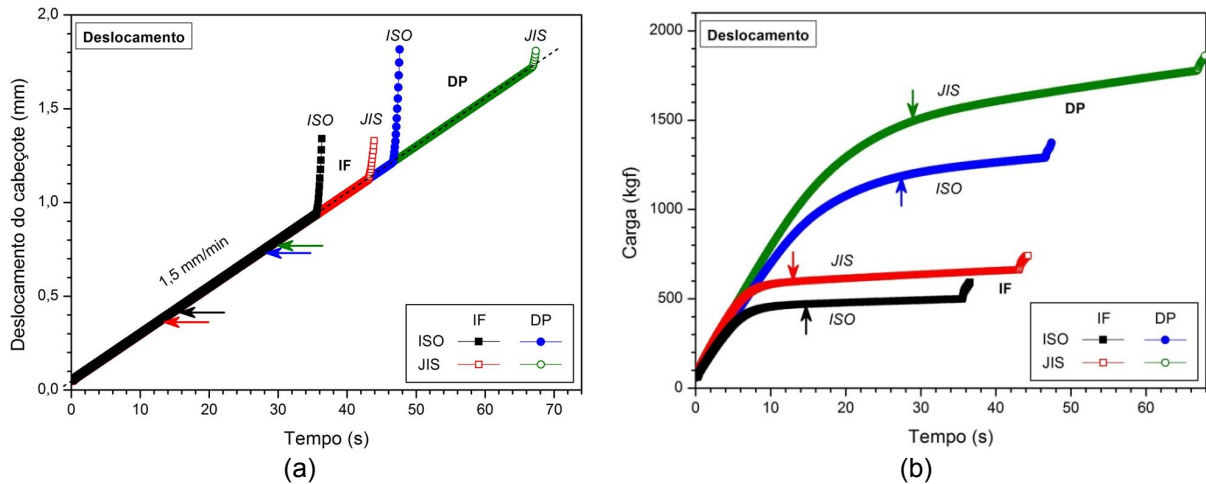 Deslocamento
ISO
ISO
JIS
DP
JIS
IF
1,5 mm/min
Deslocamento do cabeçote (mm)
2,0
1,5
1,0
0,5
0,0
0 10 20 30 40 50 60 70
Tempo (s)
IF DP
ISO
JIS
(a)
Deslocamento
JIS
DP
ISO
JIS
IF
ISO
Carga (kgf)
2000
1500
1000
500
0
0 10 20 30 40 50 60
Tempo (s)
IF DP
ISO
JIS
(b)